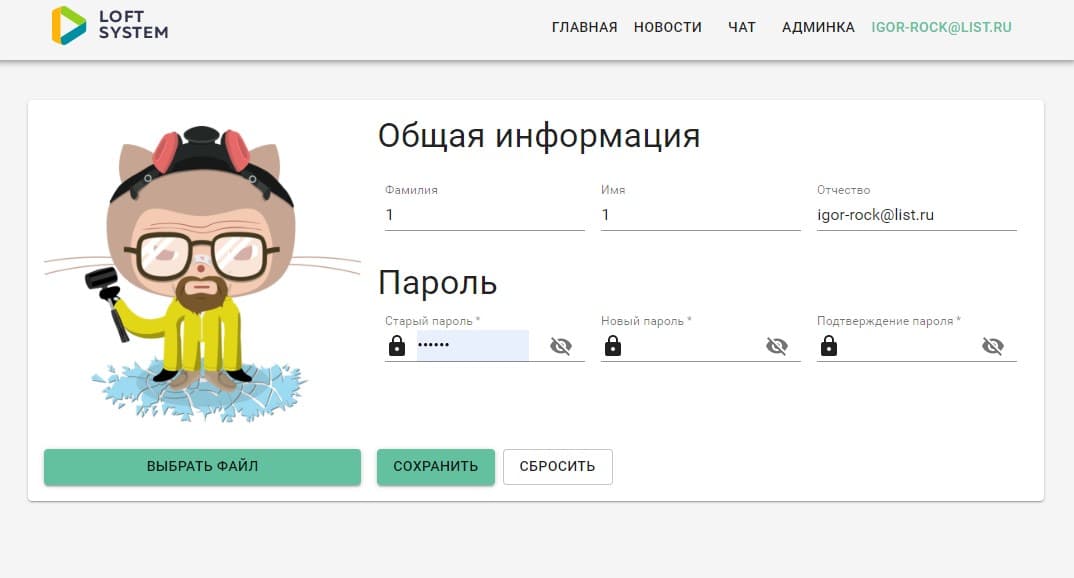 LOFT
SYSTEM
ГЛАВНАЯ НОВОСТИ ЧАТ АДМИНКА IGOR-ROCK@LIST.RU
Общая информация
Фамилия Имя Отчество
1 1 igor-rock@list.ru
Пароль
Старый пароль * Новый пароль * Подтверждение пароля *
••••••
ВЫБРАТЬ ФАЙЛ СОХРАНИТЬ СБРОСИТЬ